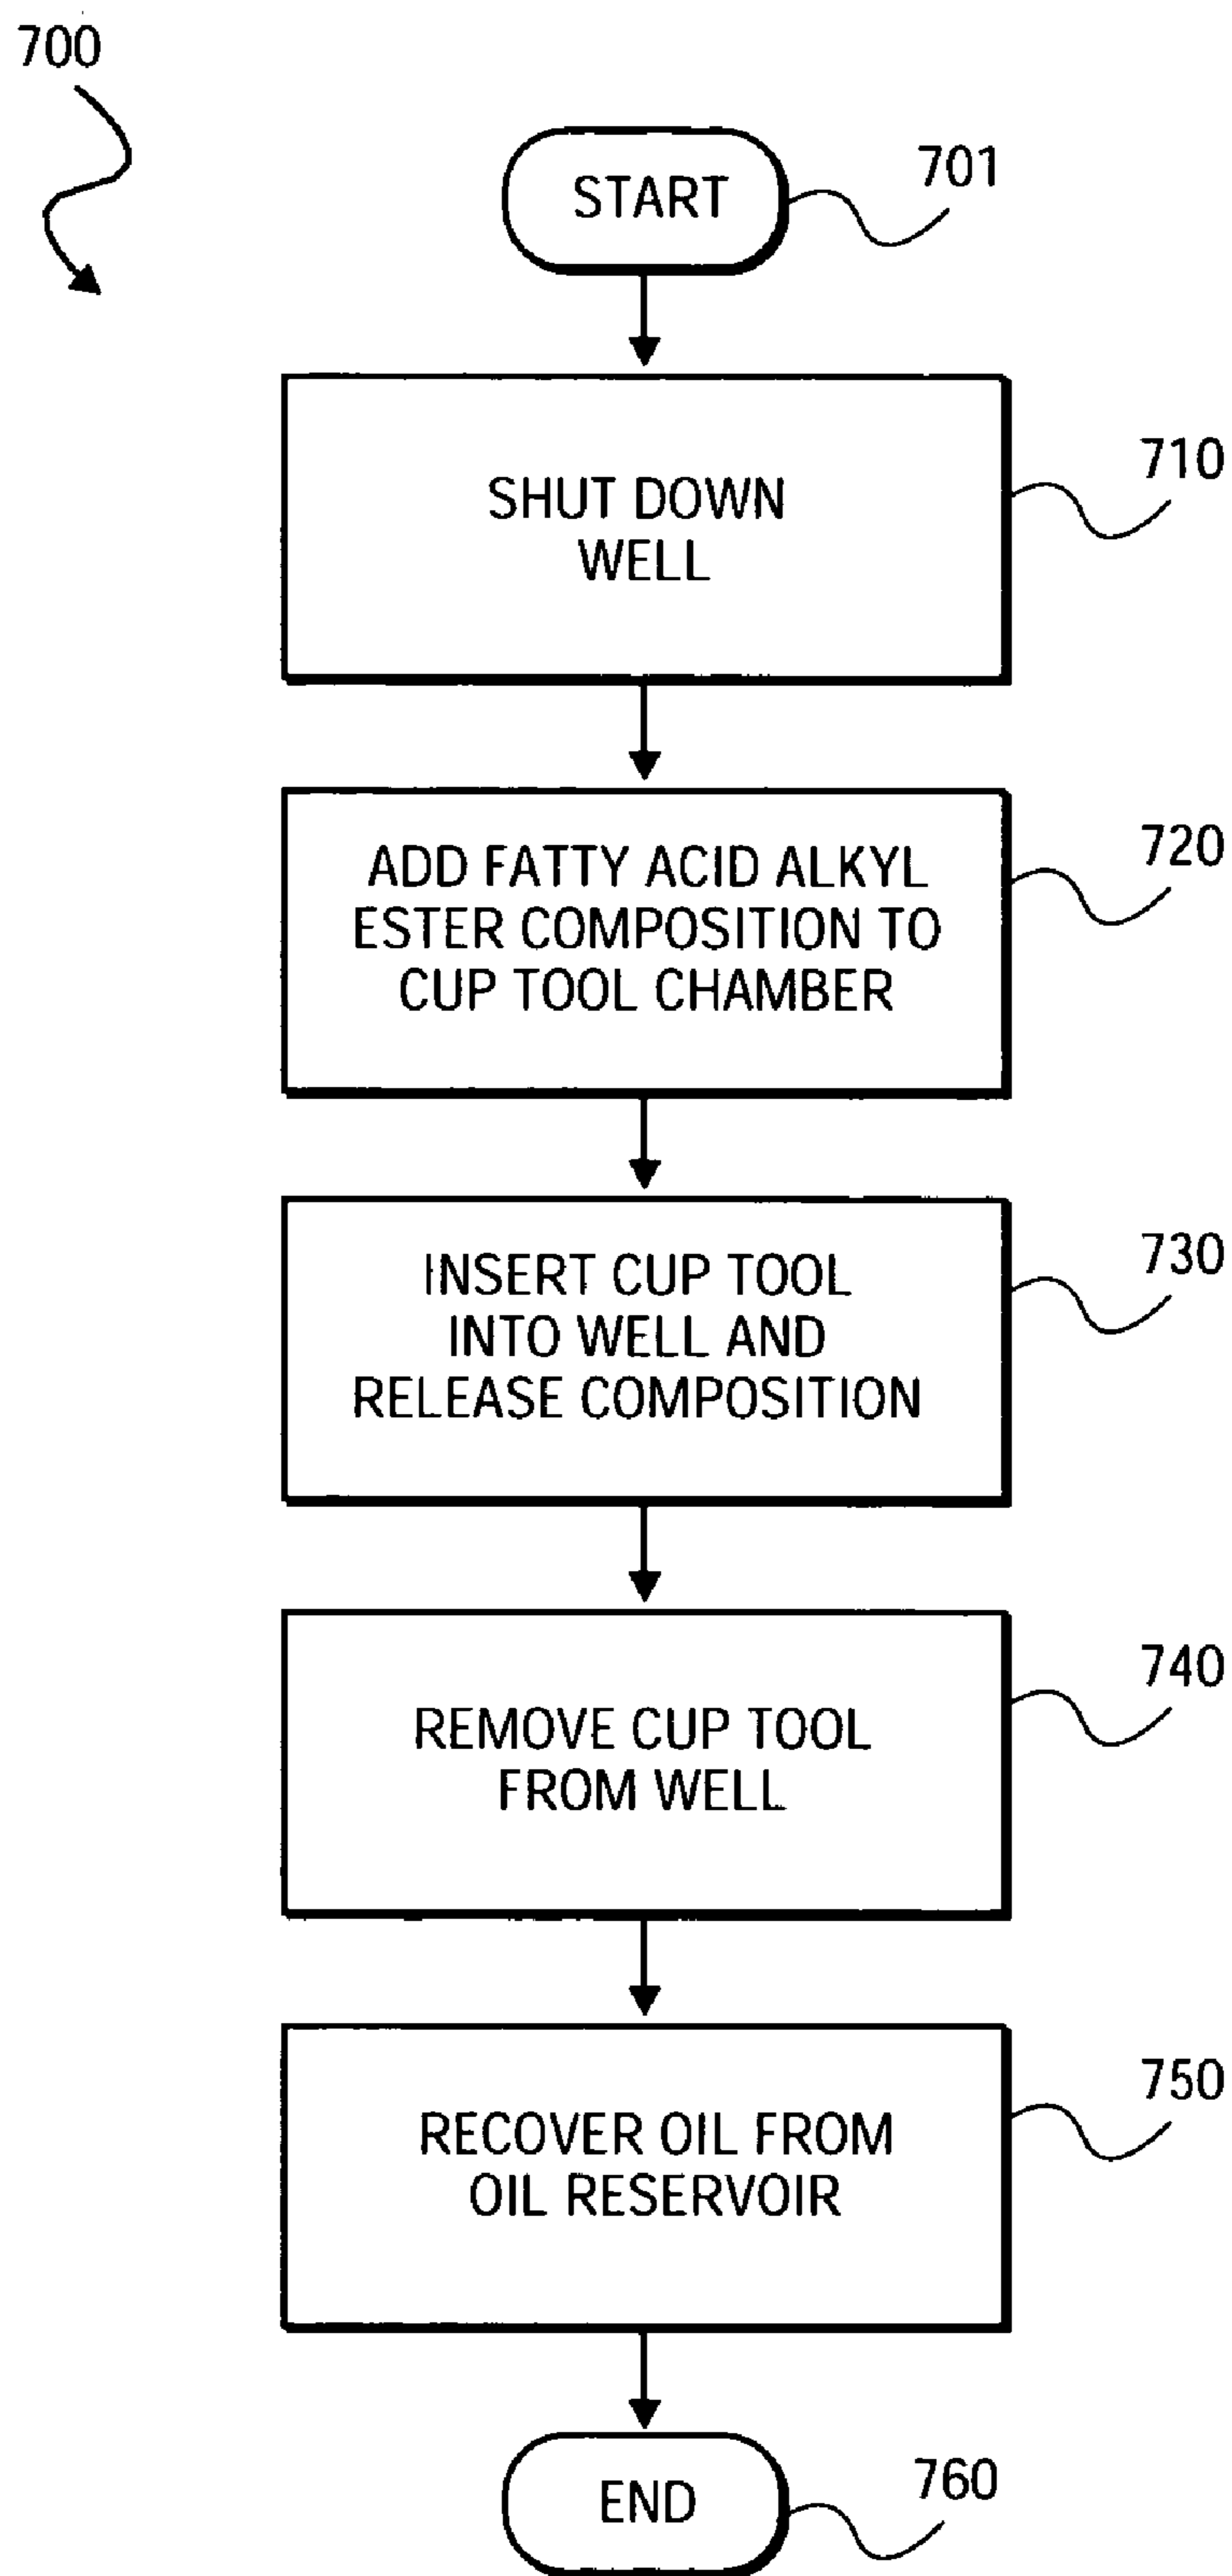 700
START
701
SHUT DOWN
WELL
710
ADD FATTY ACID ALKYL
ESTER COMPOSITION TO
CUP TOOL CHAMBER
720
INSERT CUP TOOL
INTO WELL AND
RELEASE COMPOSITION
730
REMOVE CUP TOOL
FROM WELL
740
RECOVER OIL FROM
OIL RESERVOIR
750
END
760